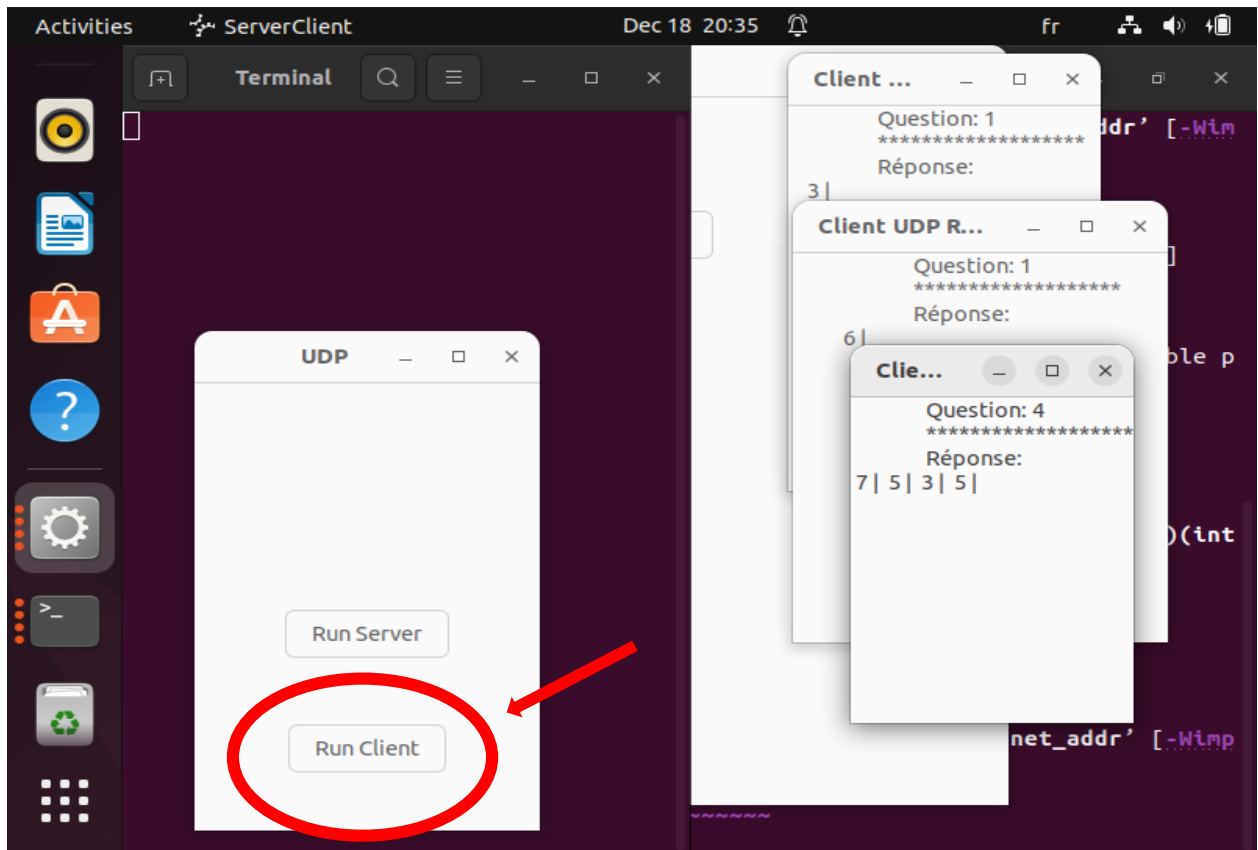 Activities
ServerClient
Dec 18 20:35
fr
Terminal
UDP
Run Server
Run Client
Client ...
Question: 1
*******************
Réponse:
3|
Client UDP R...
Question: 1
*******************
Réponse:
6|
Clie...
Question: 4
*******************
Réponse:
7| 5| 3| 5|
ddr’ [-Wim
]
ble p
)(int
net_addr’ [-Wimp
~~~~~~
>_
?